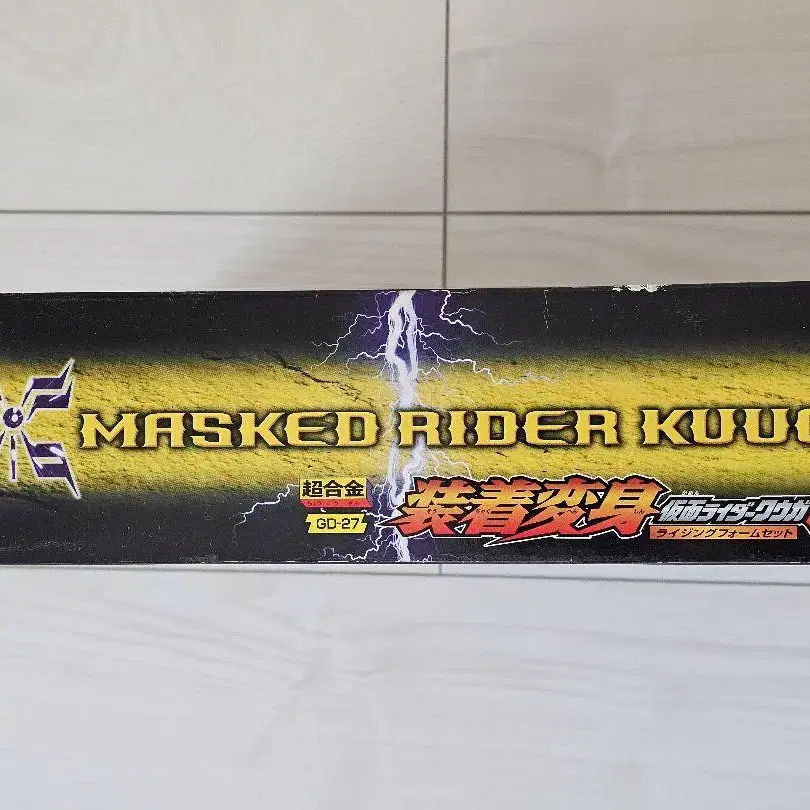 MASKED RIDER KUUG
超合金
GD-27
装着変身
仮面ライダークウガ
ライジングフォームセット